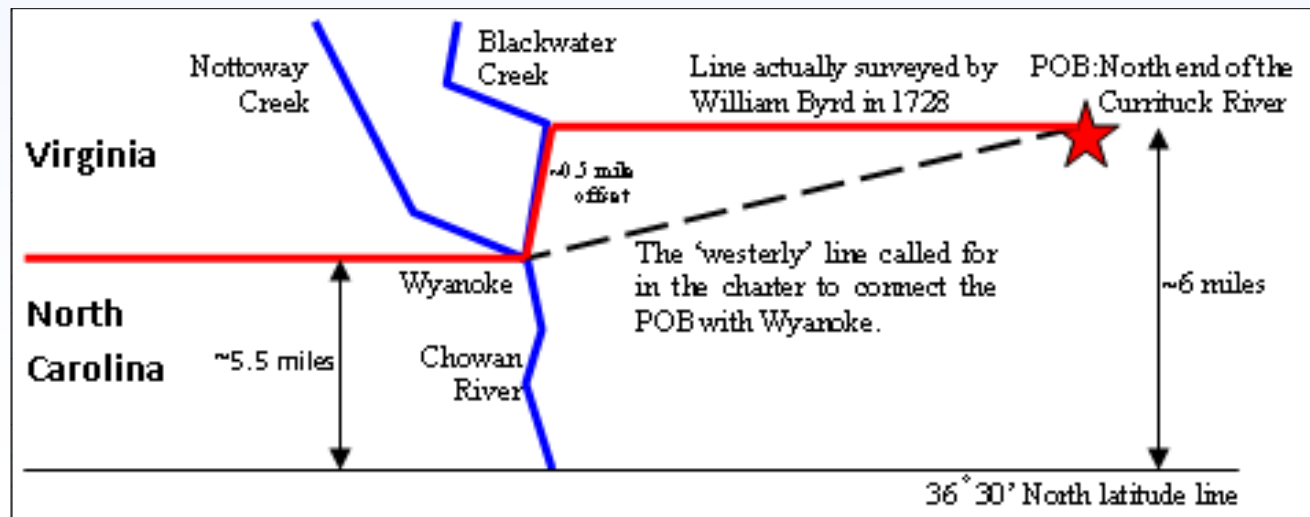 Nottoway
Creek
Blackwater
Creek
Line actually surveyed by
William Byrd in 1728
POB:North end of the
Currituck River
Virginia
~0.5 mile
offset
The ‘westerly’ line called for
in the charter to connect the
POB with Wyanoke.
Wyanoke
~6 miles
North
Carolina
~5.5 miles
Chowan
River
36°30’ North latitude line